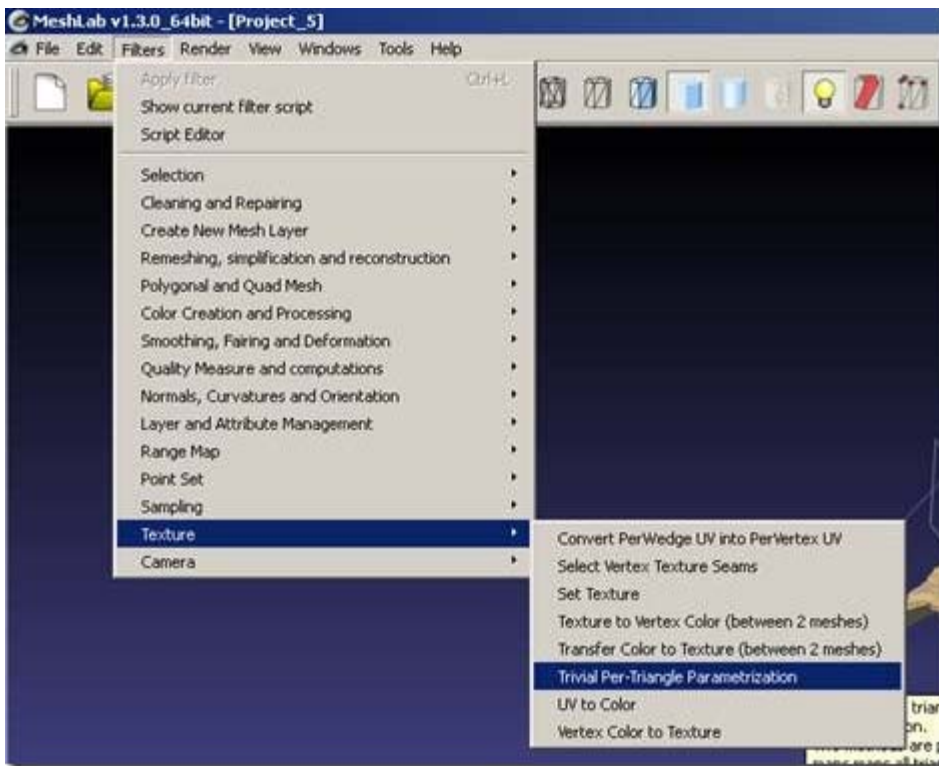 MeshLab v1.3.0_64bit - [Project_5]
File Edit Filters Render View Windows Tools Help
Apply filter Ctrl+L
Show current filter script
Script Editor
Selection
Cleaning and Repairing
Create New Mesh Layer
Remeshing, simplification and reconstruction
Polygonal and Quad Mesh
Color Creation and Processing
Smoothing, Fairing and Deformation
Quality Measure and computations
Normals, Curvatures and Orientation
Layer and Attribute Management
Range Map
Point Set
Sampling
Texture
Camera
Convert PerWedge UV into PerVertex UV
Select Vertex Texture Seams
Set Texture
Texture to Vertex Color (between 2 meshes)
Transfer Color to Texture (between 2 meshes)
Trivial Per-Triangle Parametrization
UV to Color
Vertex Color to Texture